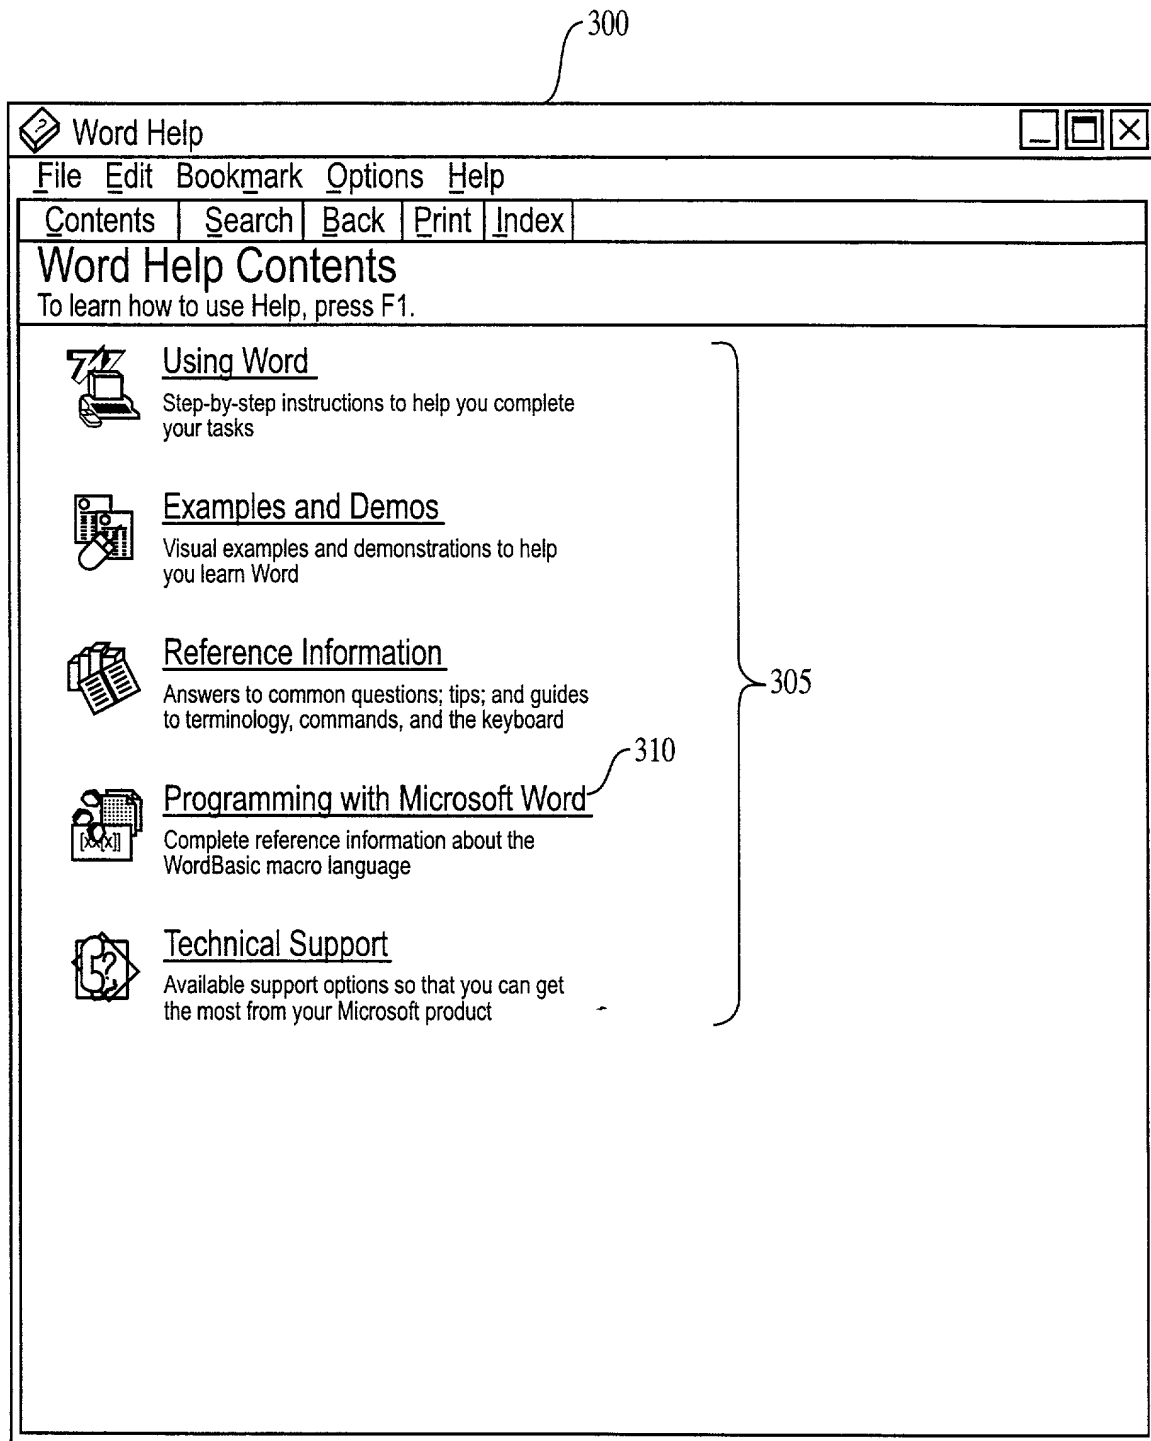 300
Word Help
File Edit Bookmark Options Help
Contents Search Back Print Index
Word Help Contents
To learn how to use Help, press F1.
Using Word
Step-by-step instructions to help you complete
your tasks
Examples and Demos
Visual examples and demonstrations to help
you learn Word
Reference Information
305
Answers to common questions; tips; and guides
to terminology, commands, and the keyboard
310
Programming with Microsoft Word
Complete reference information about the
WordBasic macro language
Technical Support
Available support options so that you can get
the most from your Microsoft product